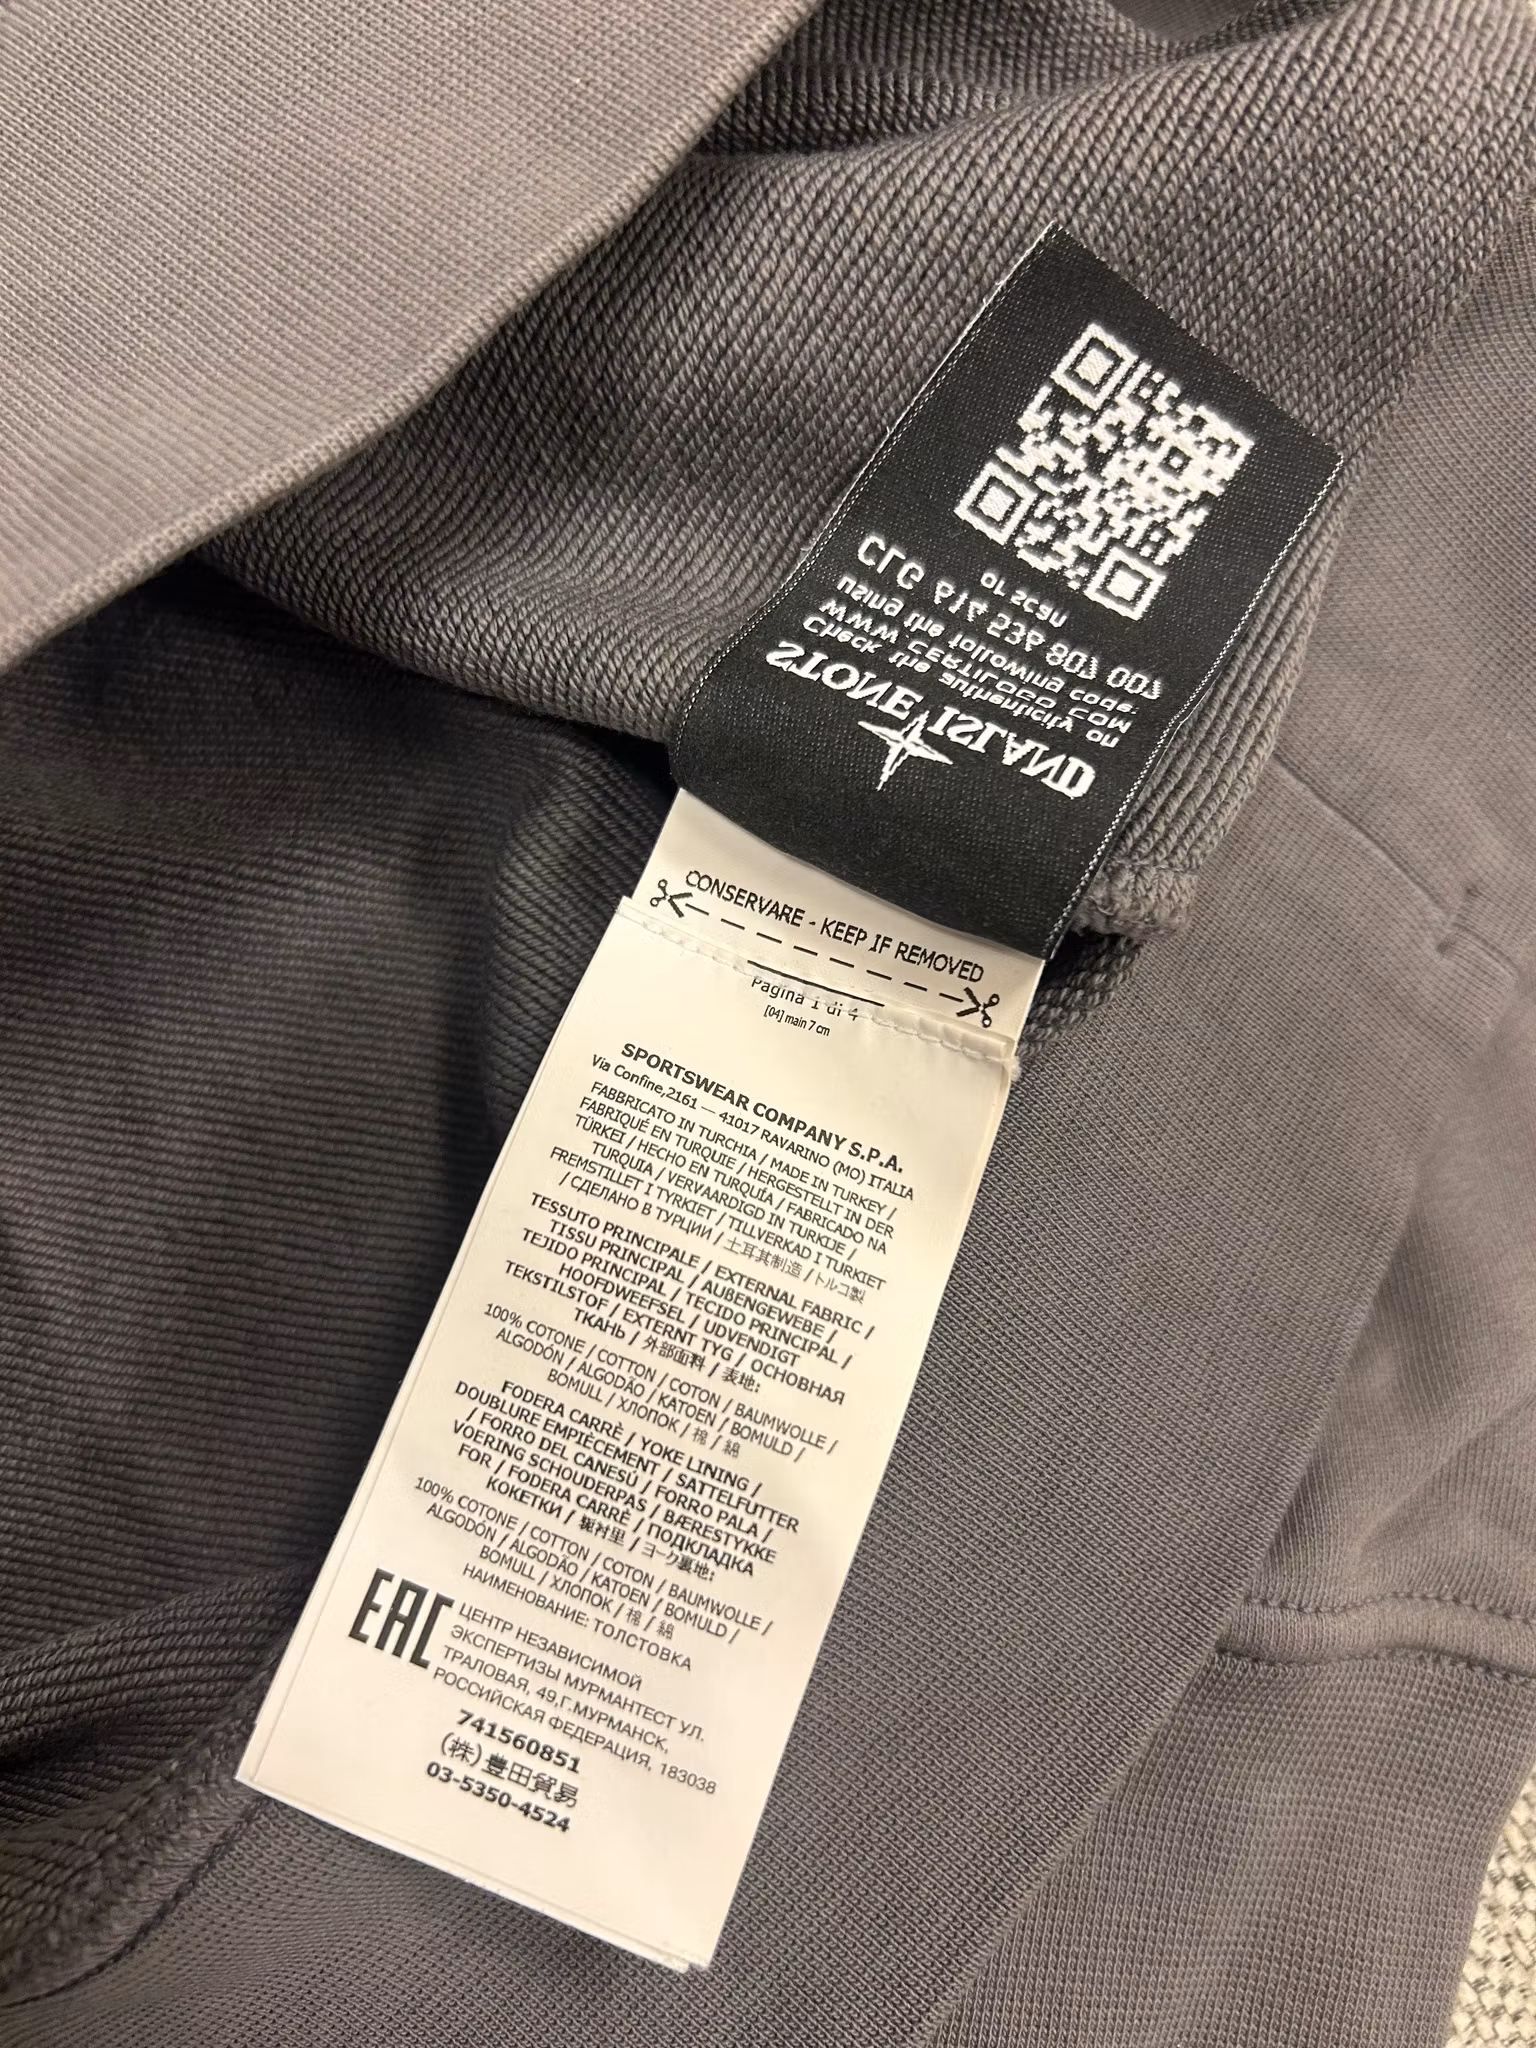 STONE ISLAND
Check the authenticity on
WWW.CERTILOGO.COM
using the following code:
CLG 614 536 807 007
or scan
CONSERVARE - KEEP IF REMOVED
Pagina 1 di 4
[04] main 7 cm
SPORTSWEAR COMPANY S.P.A.
Via Confine,2161 — 41017 RAVARINO (MO) ITALIA
FABBRICATO IN TURCHIA / MADE IN TURKEY /
FABRIQUÉ EN TURQUIE / HERGESTELLT IN DER
TÜRKEI / HECHO EN TURQUÍA / FABRICADO NA
TURQUIA / VERVAARDIGD IN TURKIJE /
FREMSTILLET I TYRKIET / TILLVERKAD I TURKIET
/ СДЕЛАНО В ТУРЦИИ / 土耳其制造 / トルコ製
TESSUTO PRINCIPALE / EXTERNAL FABRIC /
TISSU PRINCIPAL / AUßENGEWEBE /
TEJIDO PRINCIPAL / TECIDO PRINCIPAL /
HOOFDWEEFSEL / UDVENDIGT
TEKSTILSTOF / EXTERNT TYG / ОСНОВНАЯ
ТКАНЬ / 外部面料 / 表地:
100% COTONE / COTTON / COTON / BAUMWOLLE /
ALGODÓN / ALGODÃO / KATOEN / BOMULD /
BOMULL / ХЛОПОК / 棉 / 綿
FODERA CARRÈ / YOKE LINING /
DOUBLURE EMPIÈCEMENT / SATTELFUTTER
/ FORRO DEL CANESÚ / FORRO PALA /
VOERING SCHOUDERPAS / BÆRESTYKKE
FOR / FODERA CARRÈ / ПОДКЛАДКА
КОКЕТКИ / 裾衬里 / ヨーク裏地:
100% COTONE / COTTON / COTON / BAUMWOLLE /
ALGODÓN / ALGODÃO / KATOEN / BOMULD /
BOMULL / ХЛОПОК / 棉 / 綿
НАИМЕНОВАНИЕ: ТОЛСТОВКА
EAC
ЦЕНТР НЕЗАВИСИМОЙ
ЭКСПЕРТИЗЫ МУРМАНТЕСТ УЛ.
ТРАЛОВАЯ, 49,Г.МУРМАНСК,
РОССИЙСКАЯ ФЕДЕРАЦИЯ, 183038
741560851
(株) 豊田貿易
03-5350-4524